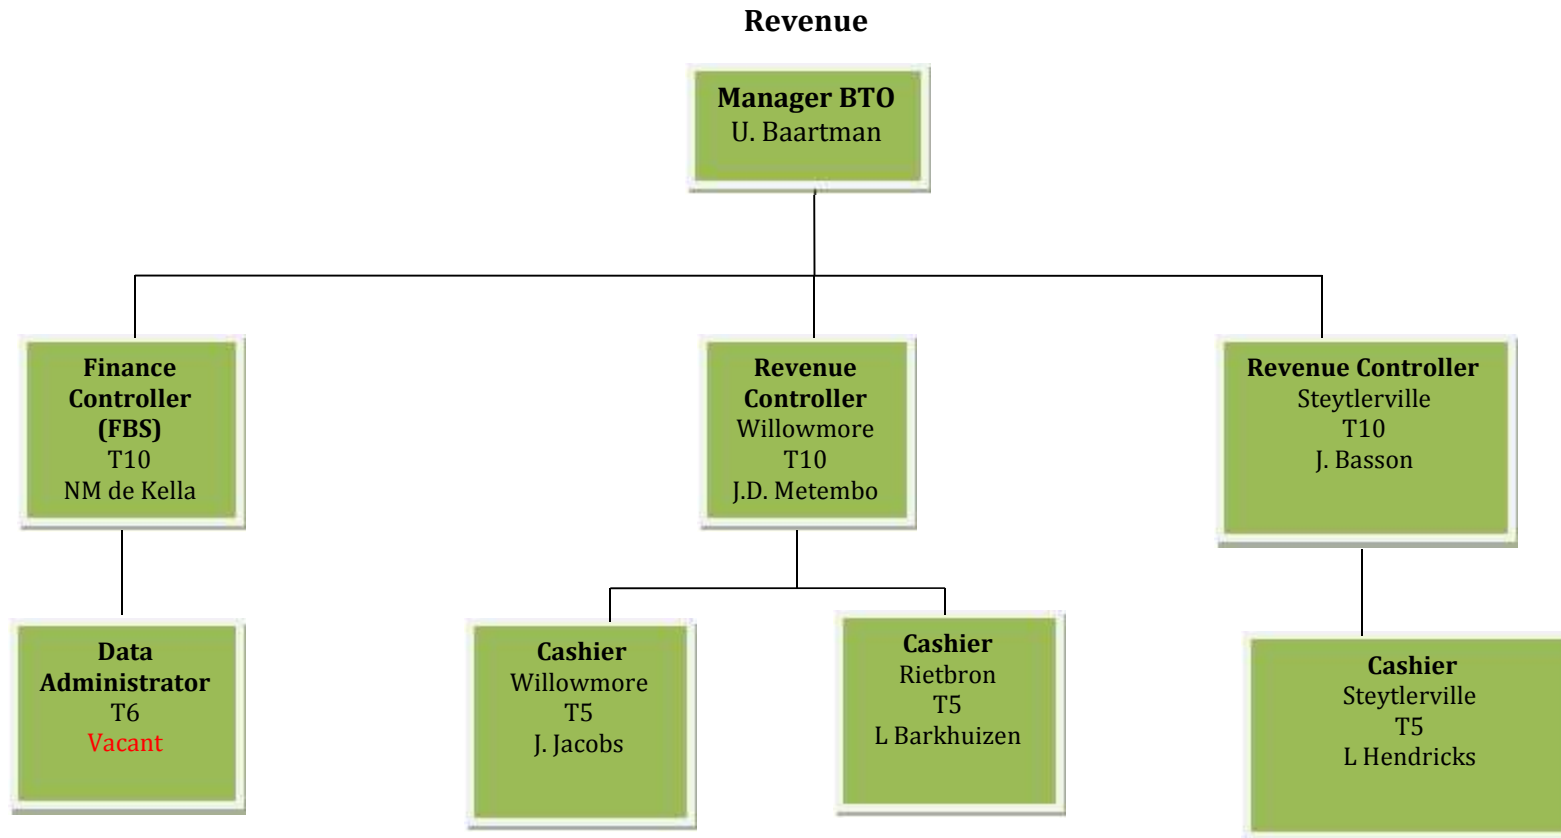 Revenue
Manager BTO
U. Baartman
Finance
Controller
(FBS)
T10
NM de Kella
Revenue
Controller
Willowmore
T10
J.D. Metembo
Revenue Controller
Steytlerville
T10
J. Basson
Data
Administrator
T6
Vacant
Cashier
Willowmore
T5
J. Jacobs
Cashier
Rietbron
T5
L Barkhuizen
Cashier
Steytlerville
T5
L Hendricks